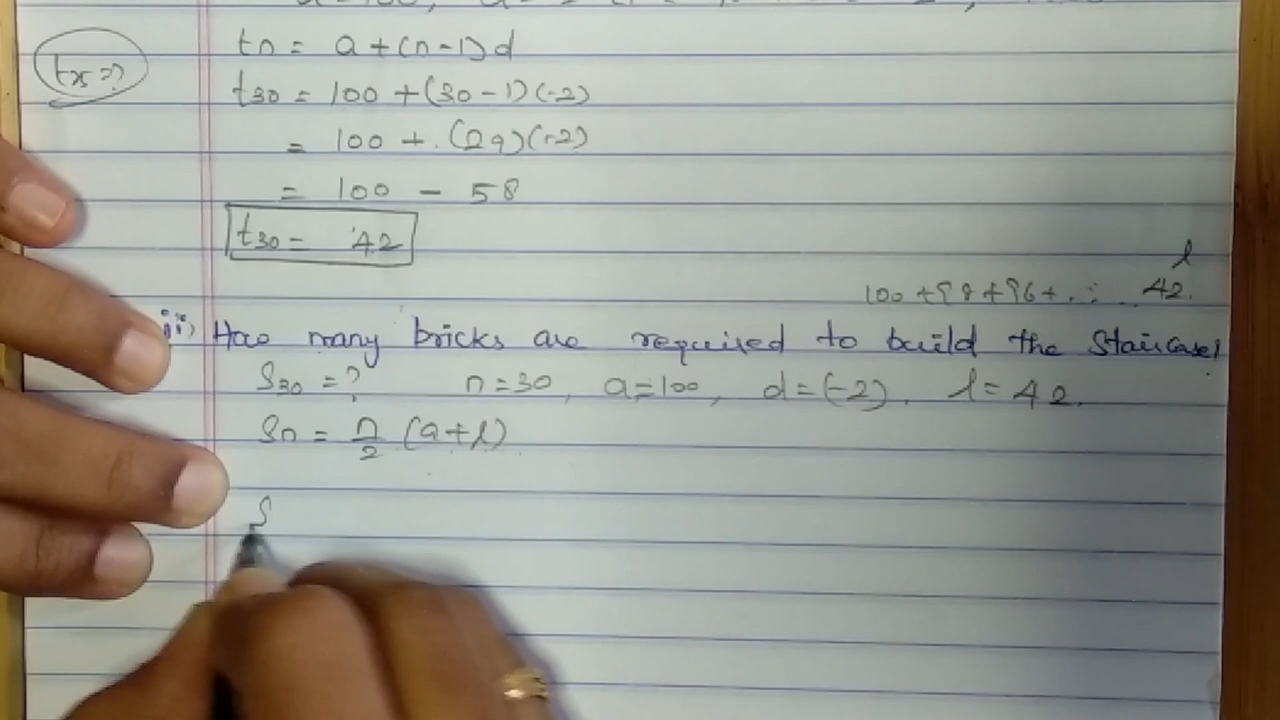 tn = a + (n-1) d
tx = ?
t30 = 100 + (30 - 1) (-2)
= 100 + (29) (-2)
= 100 - 58
t30 = 42
l
100 + 98 + 96 + ... 42.
ii) How many bricks are required to build the Staircase?
S30 = ? n = 30, a = 100, d = (-2), l = 42.
Sn = n/2 (a + l)
S